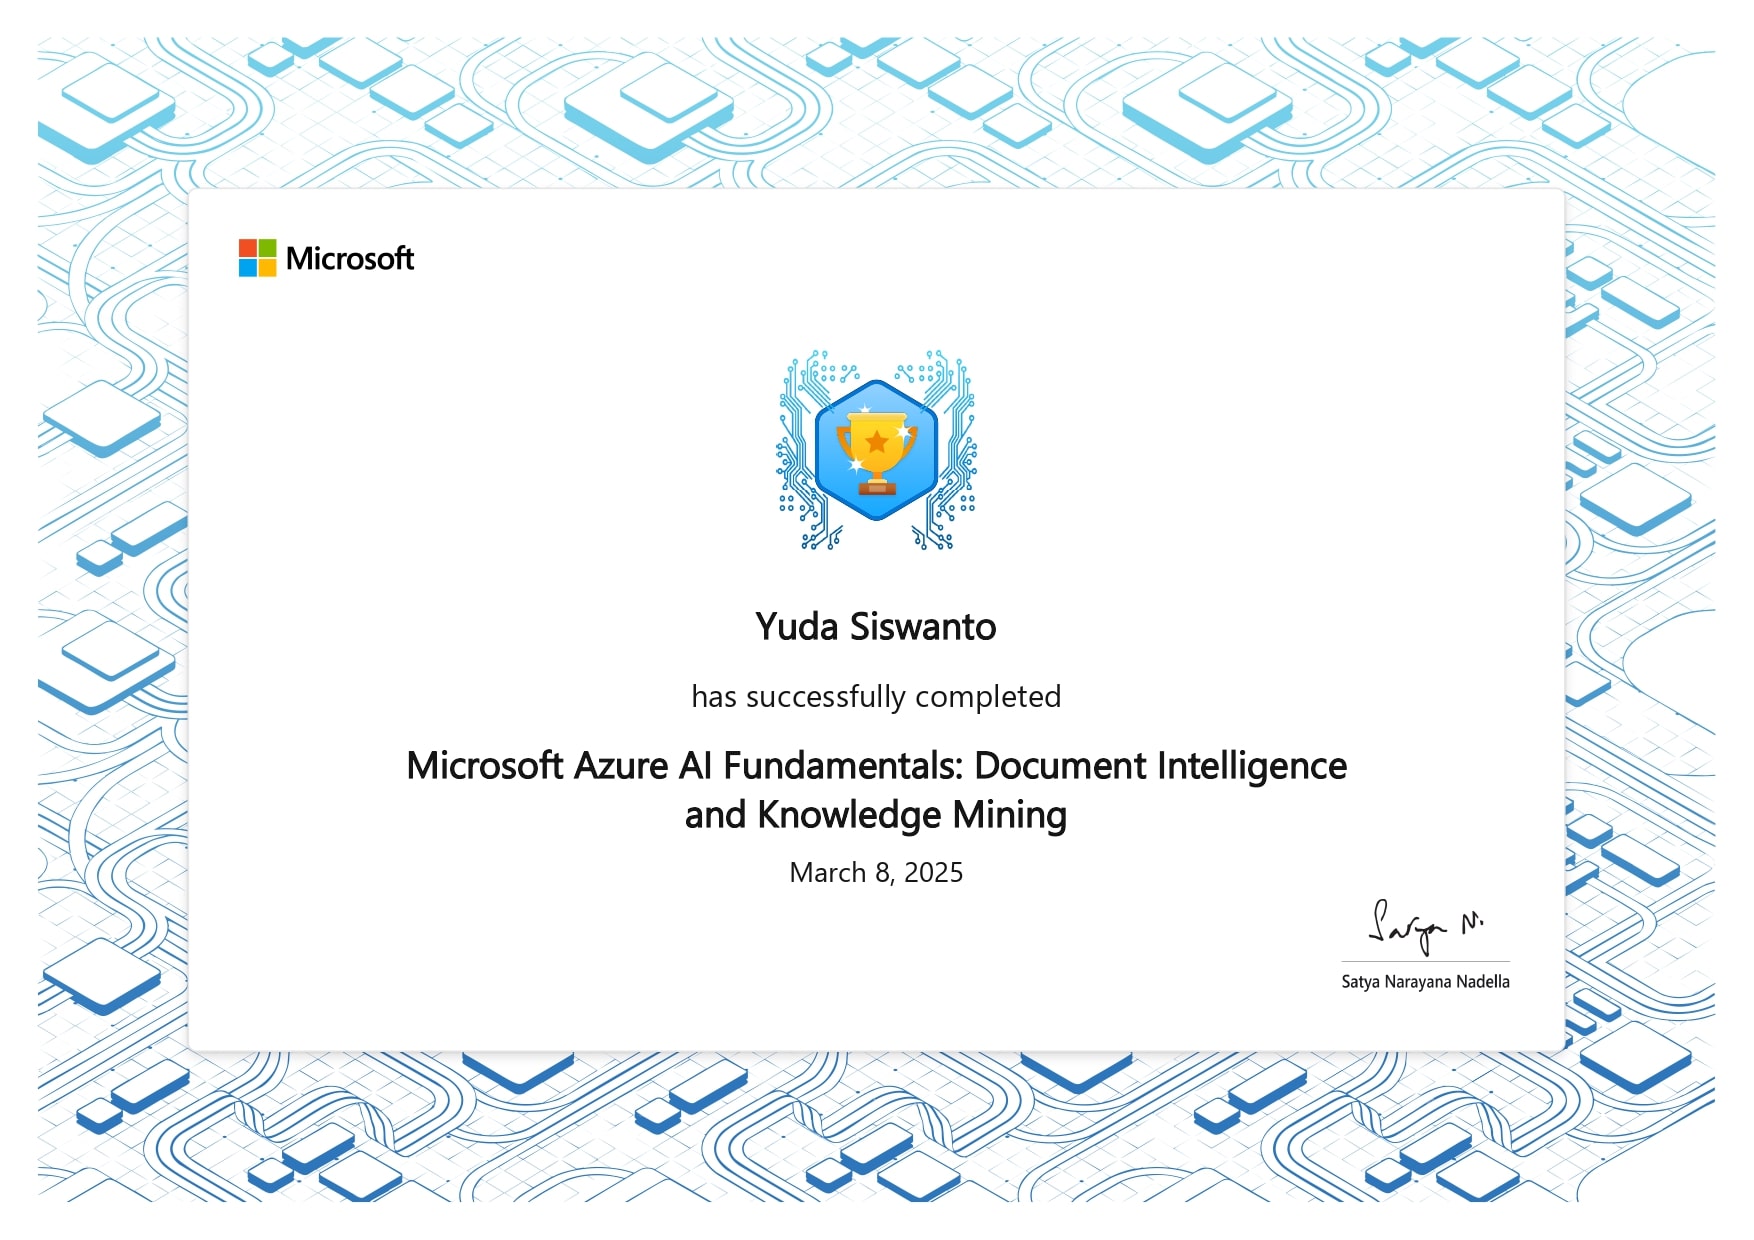 Microsoft
Yuda Siswanto
has successfully completed
Microsoft Azure AI Fundamentals: Document Intelligence
and Knowledge Mining
March 8, 2025
Satya N.
Satya Narayana Nadella